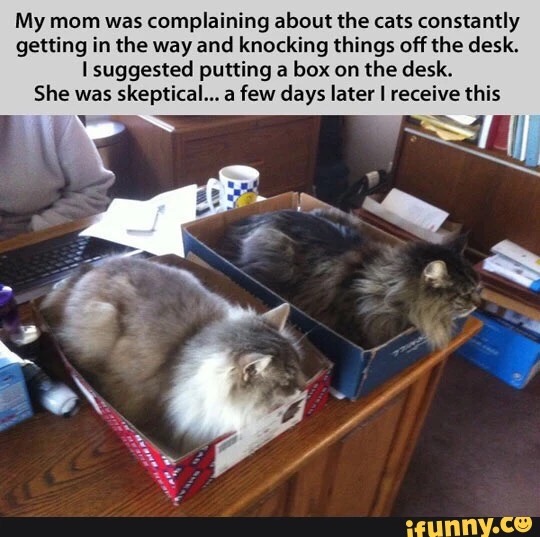 My mom was complaining about the cats constantly
getting in the way and knocking things off the desk.
I suggested putting a box on the desk.
She was skeptical... a few days later I receive this
ifunny.co